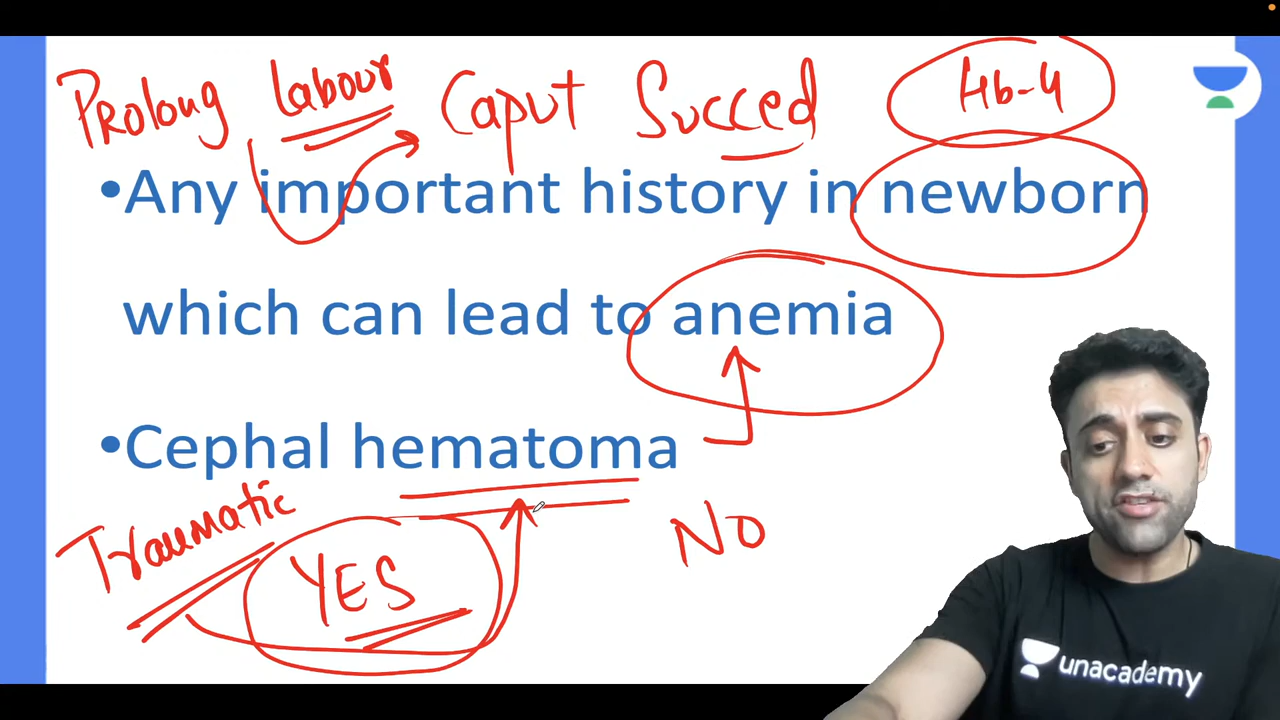 Prolong labour Caput Succed Hb-4
•Any important history in newborn
which can lead to anemia
•Cephal hematoma
Traumatic
YES
NO
unacademy